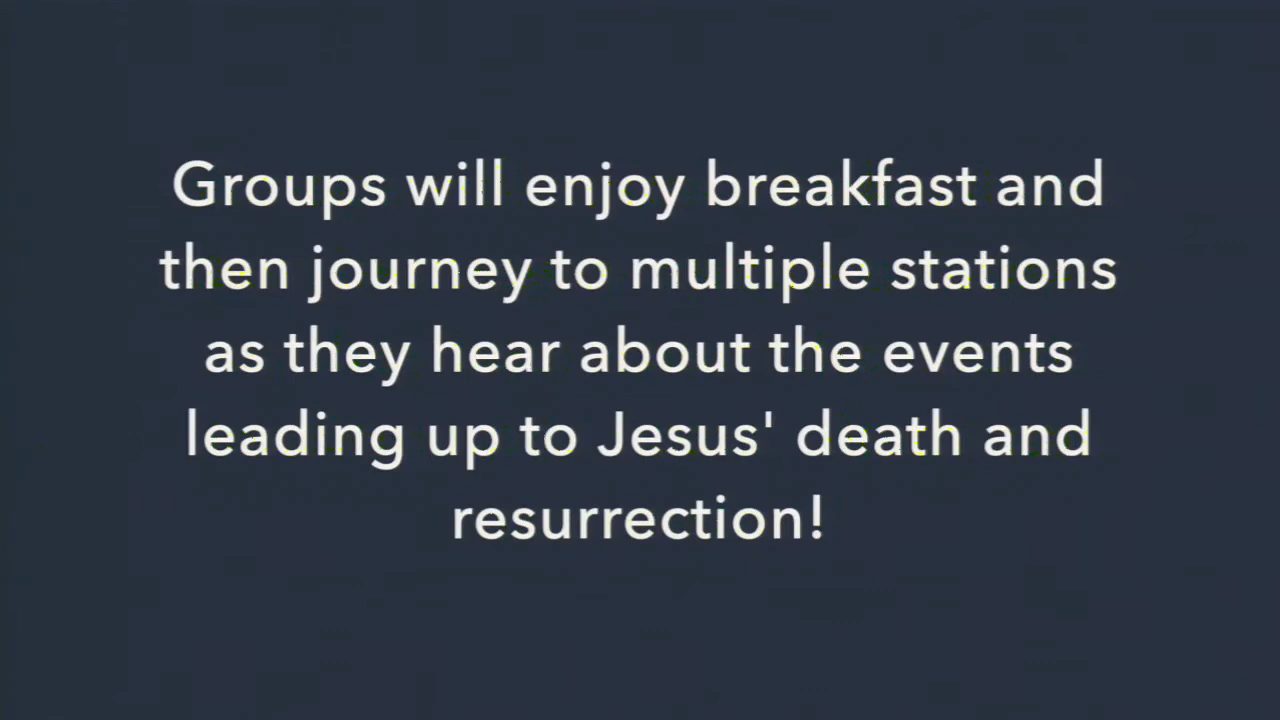 Groups will enjoy breakfast and
then journey to multiple stations
as they hear about the events
leading up to Jesus' death and
resurrection!